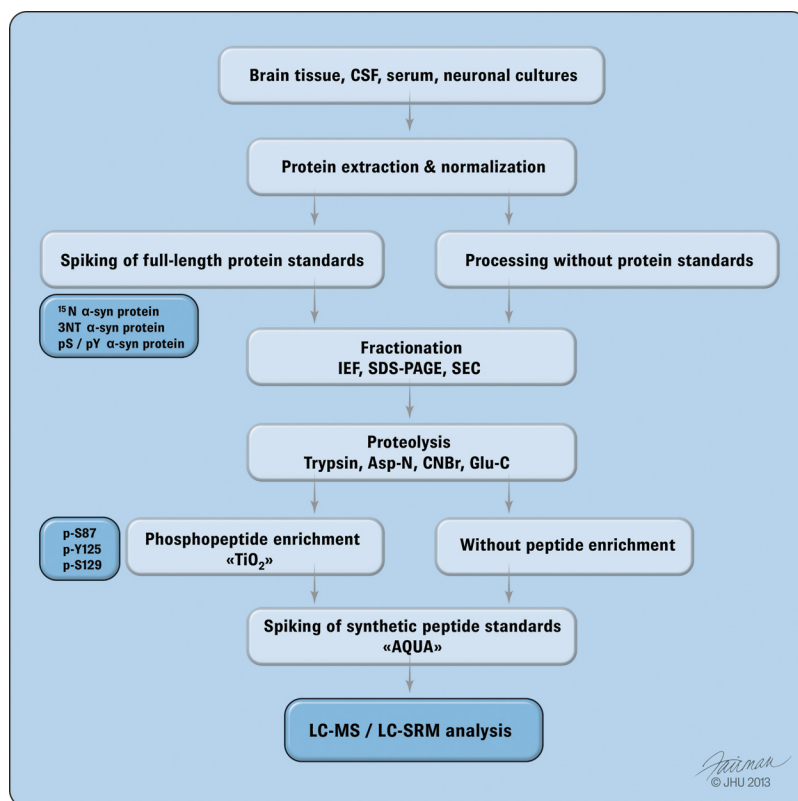 Brain tissue, CSF, serum, neuronal cultures
Protein extraction & normalization
Spiking of full-length protein standards
Processing without protein standards
¹⁵N α-syn protein
3NT α-syn protein
pS / pY α-syn protein
Fractionation
IEF, SDS-PAGE, SEC
Proteolysis
Trypsin, Asp-N, CNBr, Glu-C
p-S87
p-Y125
p-S129
Phosphopeptide enrichment
«TiO₂»
Without peptide enrichment
Spiking of synthetic peptide standards
«AQUA»
LC-MS / LC-SRM analysis
Fairman
© JHU 2013